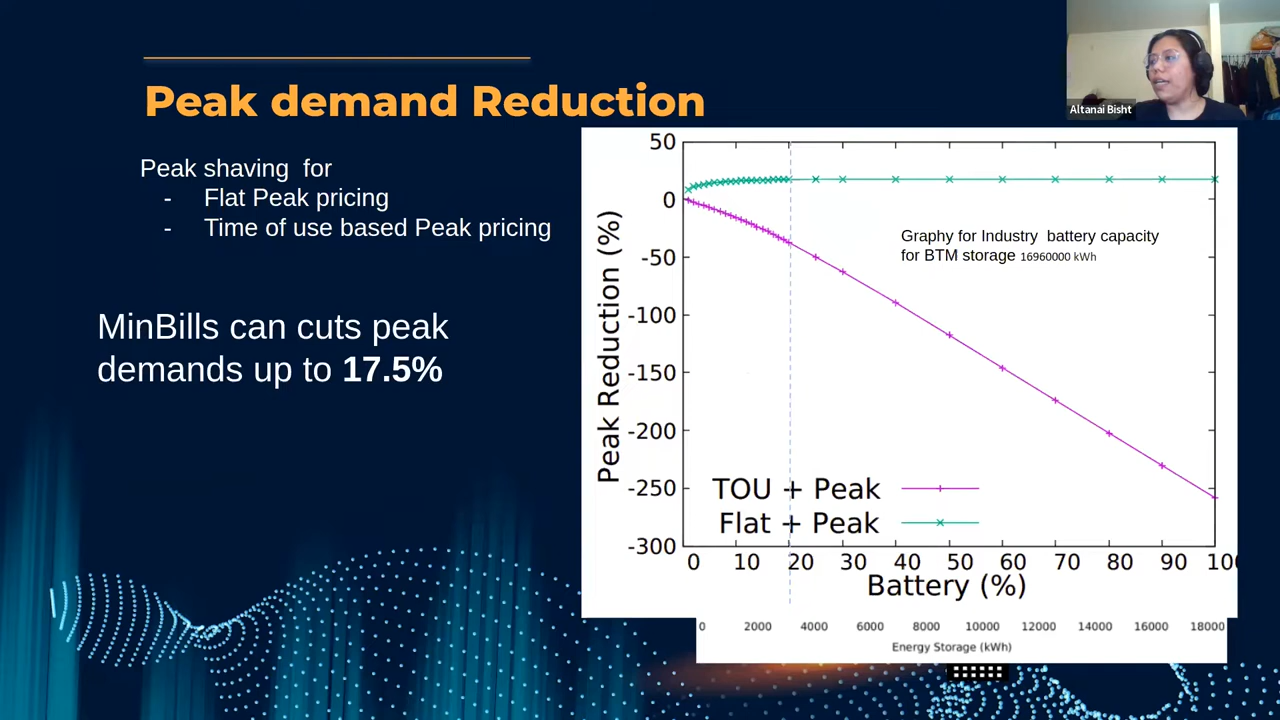 Altanai Bisht
Peak demand Reduction
Peak shaving for
- Flat Peak pricing
- Time of use based Peak pricing
MinBills can cuts peak
demands up to 17.5%
50
0
-50
-100
-150
-200
-250
-300
Peak Reduction (%)
Graphy for Industry battery capacity
for BTM storage 16960000 kWh
TOU + Peak
Flat + Peak
0 10 20 30 40 50 60 70 80 90 100
Battery (%)
0 2000 4000 6000 8000 10000 12000 14000 16000 18000
Energy Storage (kWh)